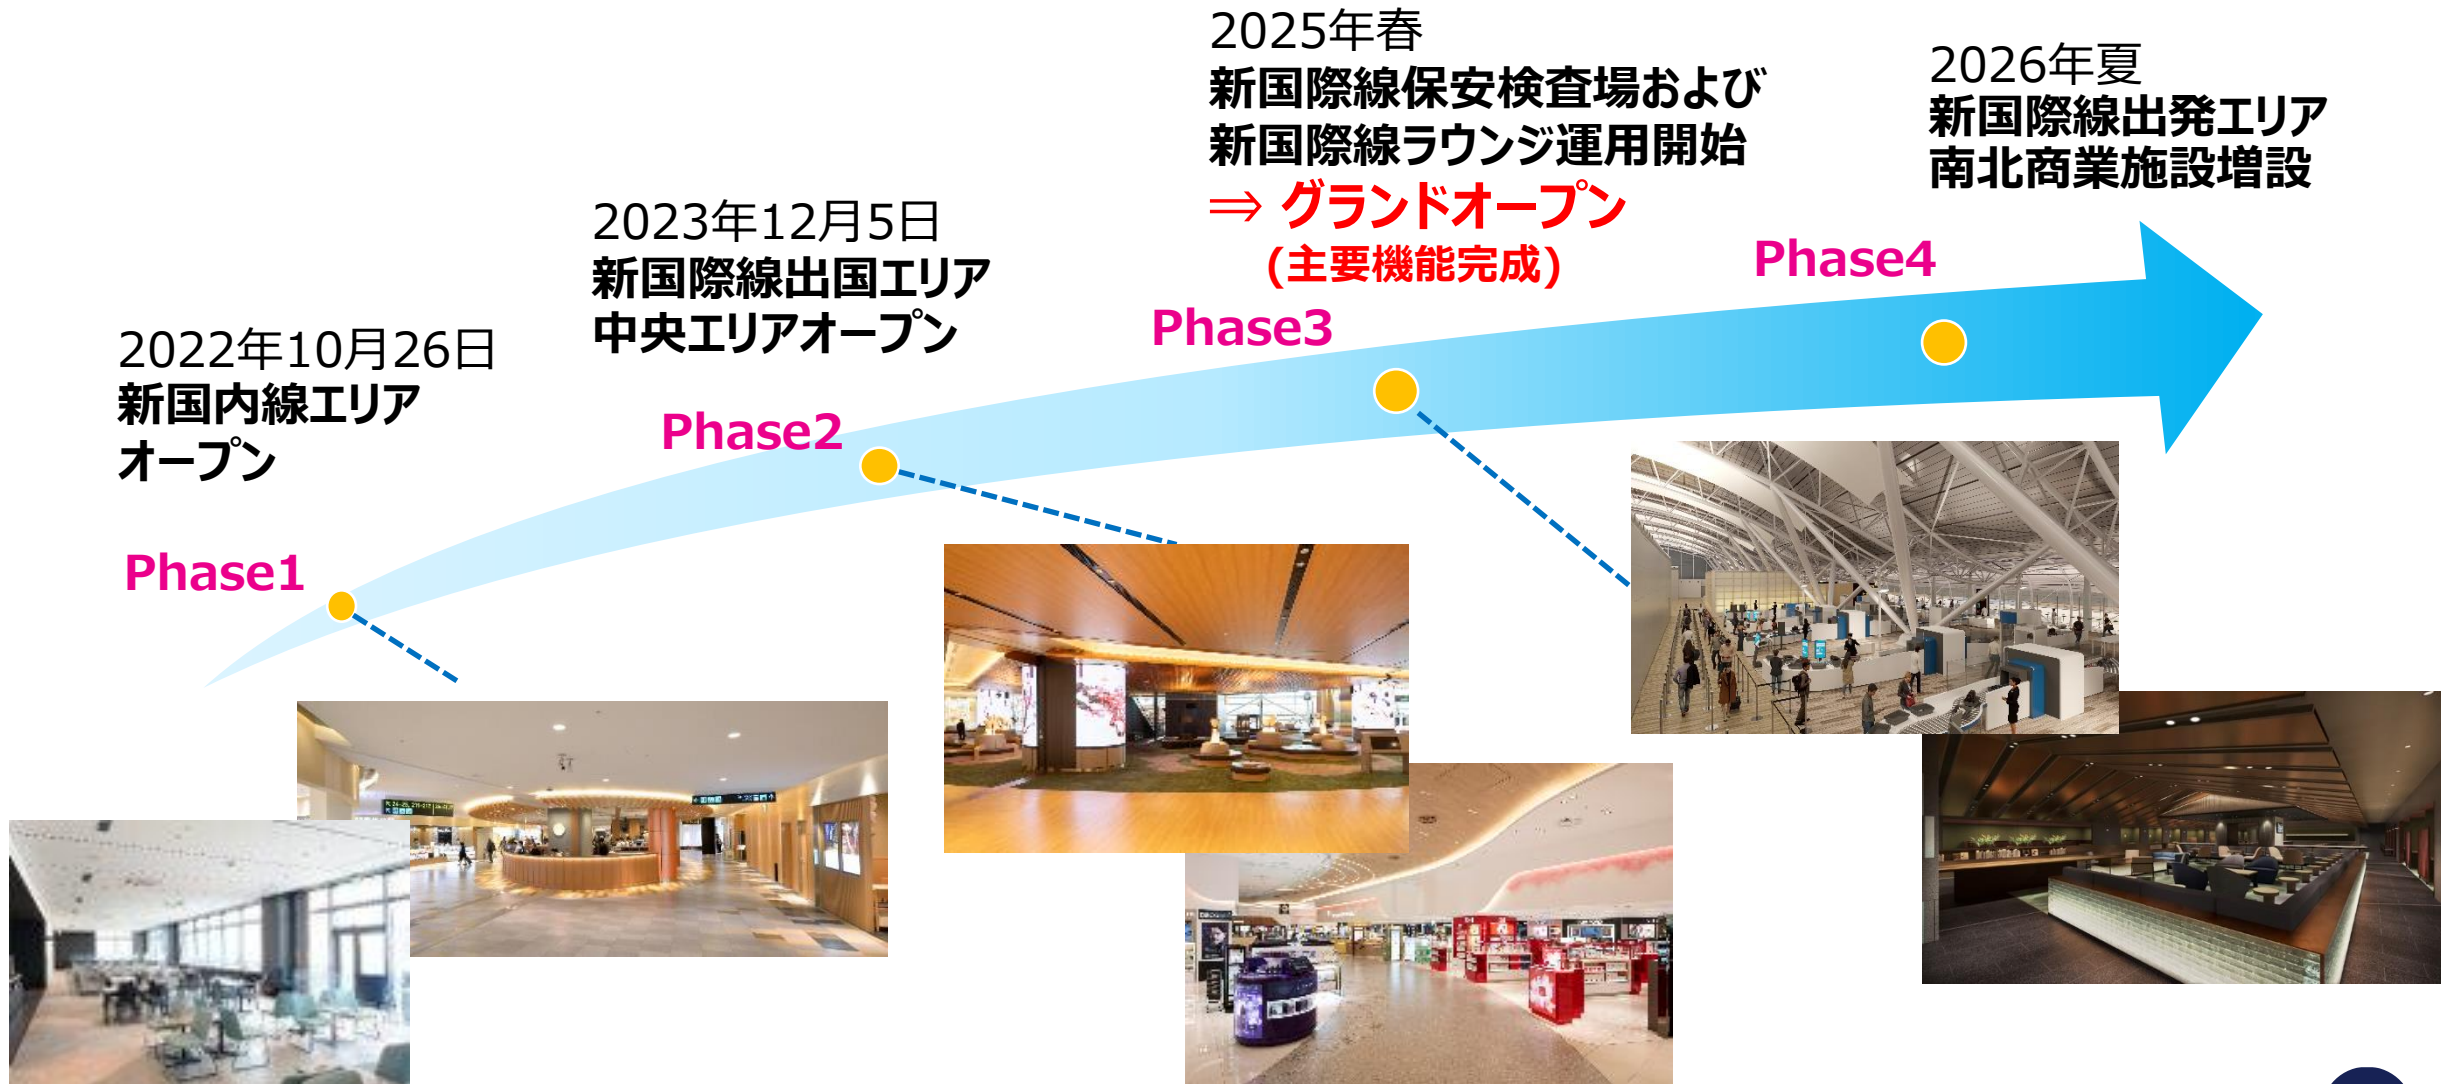 2022年10月26日
新国内線エリア
オープン
Phase1
2023年12月5日
新国際線出国エリア
中央エリアオープン
Phase2
2025年春
新国際線保安検査場および
新国際線ラウンジ運用開始
⇒ グランドオープン
(主要機能完成)
Phase3
2026年夏
新国際線出発エリア
南北商業施設増設
Phase4